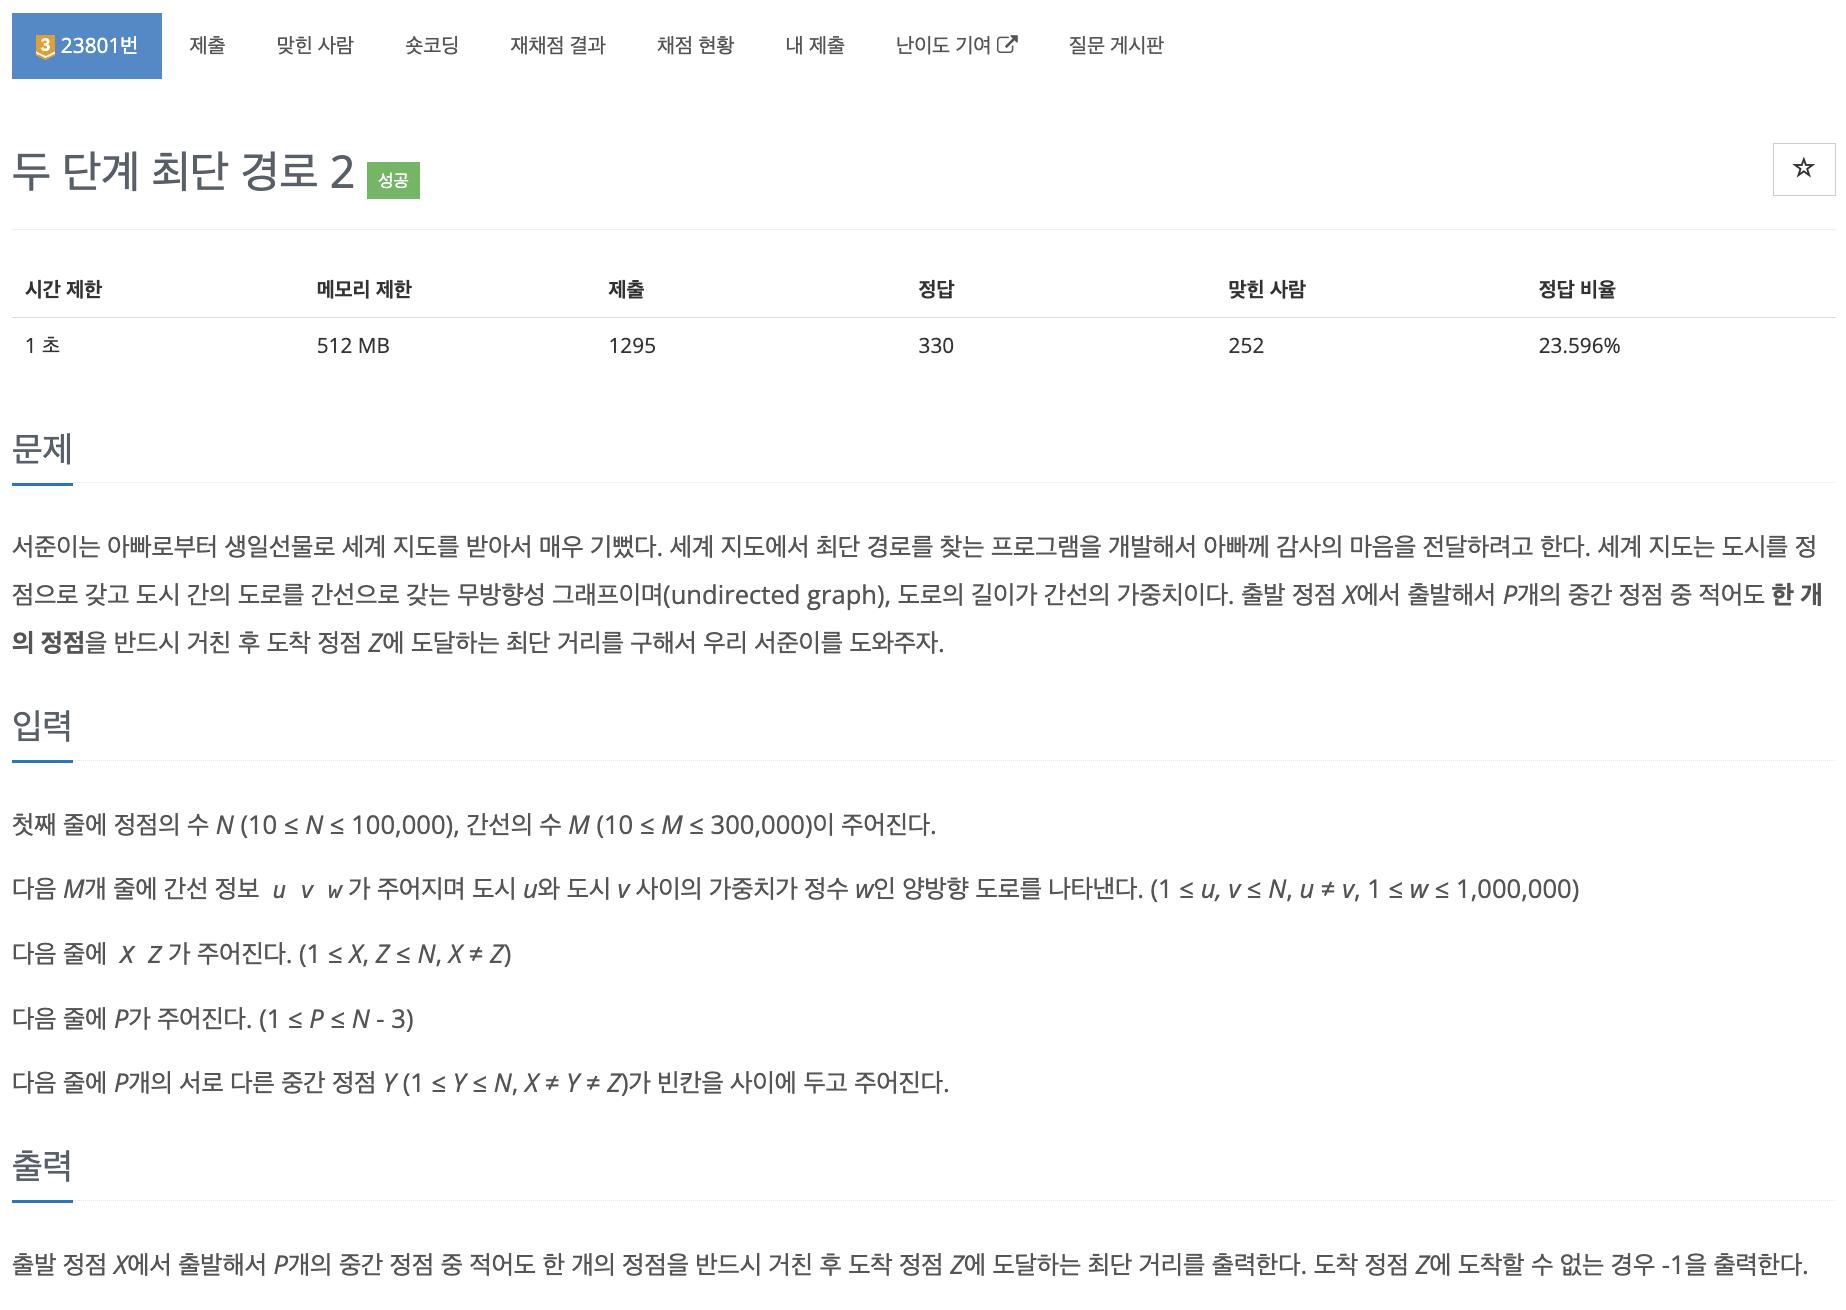 3 23801번 제출 맞힌 사람 숏코딩 재채점 결과 채점 현황 내 제출 난이도 기여 질문 게시판
두 단계 최단 경로 2 성공
시간 제한 메모리 제한 제출 정답 맞힌 사람 정답 비율
1 초 512 MB 1295 330 252 23.596%
문제
서준이는 아빠로부터 생일선물로 세계 지도를 받아서 매우 기뻤다. 세계 지도에서 최단 경로를 찾는 프로그램을 개발해서 아빠께 감사의 마음을 전달하려고 한다. 세계 지도는 도시를 정
점으로 갖고 도시 간의 도로를 간선으로 갖는 무방향성 그래프이며(undirected graph), 도로의 길이가 간선의 가중치이다. 출발 정점 X에서 출발해서 P개의 중간 정점 중 적어도 한 개
의 정점을 반드시 거친 후 도착 정점 Z에 도달하는 최단 거리를 구해서 우리 서준이를 도와주자.
입력
첫째 줄에 정점의 수 N (10 ≤ N ≤ 100,000), 간선의 수 M (10 ≤ M ≤ 300,000)이 주어진다.
다음 M개 줄에 간선 정보 u v w 가 주어지며 도시 u와 도시 v 사이의 가중치가 정수 w인 양방향 도로를 나타낸다. (1 ≤ u, v ≤ N, u ≠ v, 1 ≤ w ≤ 1,000,000)
다음 줄에 X Z 가 주어진다. (1 ≤ X, Z ≤ N, X ≠ Z)
다음 줄에 P가 주어진다. (1 ≤ P ≤ N - 3)
다음 줄에 P개의 서로 다른 중간 정점 Y (1 ≤ Y ≤ N, X ≠ Y ≠ Z)가 빈칸을 사이에 두고 주어진다.
출력
출발 정점 X에서 출발해서 P개의 중간 정점 중 적어도 한 개의 정점을 반드시 거친 후 도착 정점 Z에 도달하는 최단 거리를 출력한다. 도착 정점 Z에 도착할 수 없는 경우 -1을 출력한다.